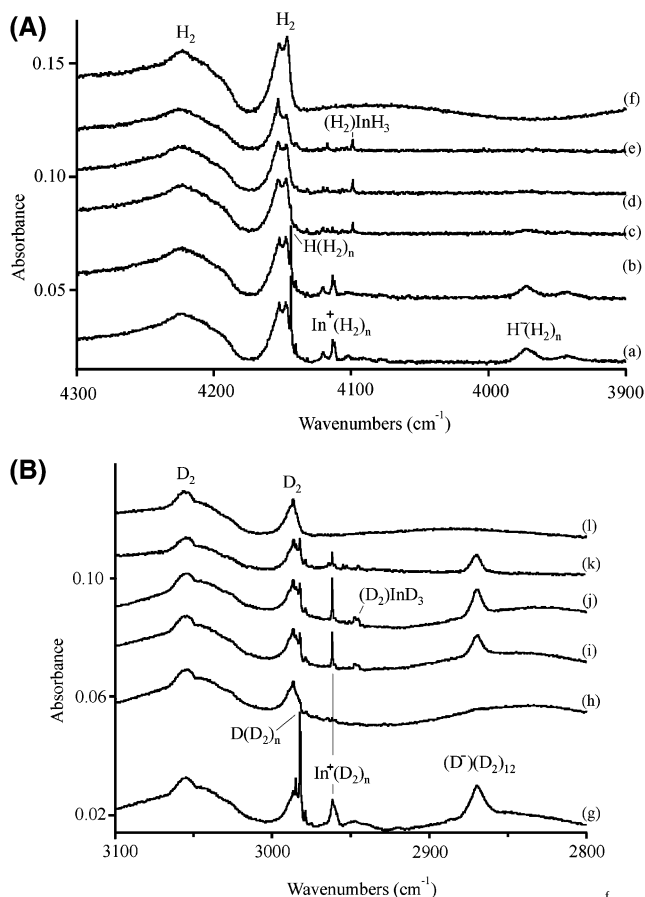 (A)
H₂
H₂
0.15
(f)
(H₂)InH₃
(e)
0.10
(d)
(c)
Absorbance
H(H₂)n
(b)
0.05
In⁺(H₂)n
H⁻(H₂)n
(a)
4300
4200
4100
4000
3900
Wavenumbers (cm⁻¹)
(B)
D₂
D₂
(l)
(k)
0.10
(D₂)InD₃
(j)
(i)
Absorbance
0.06
(h)
D(D₂)n
In⁺(D₂)n
(D⁻)(D₂)₁₂
0.02
(g)
3100
3000
2900
2800
Wavenumbers (cm⁻¹)
f